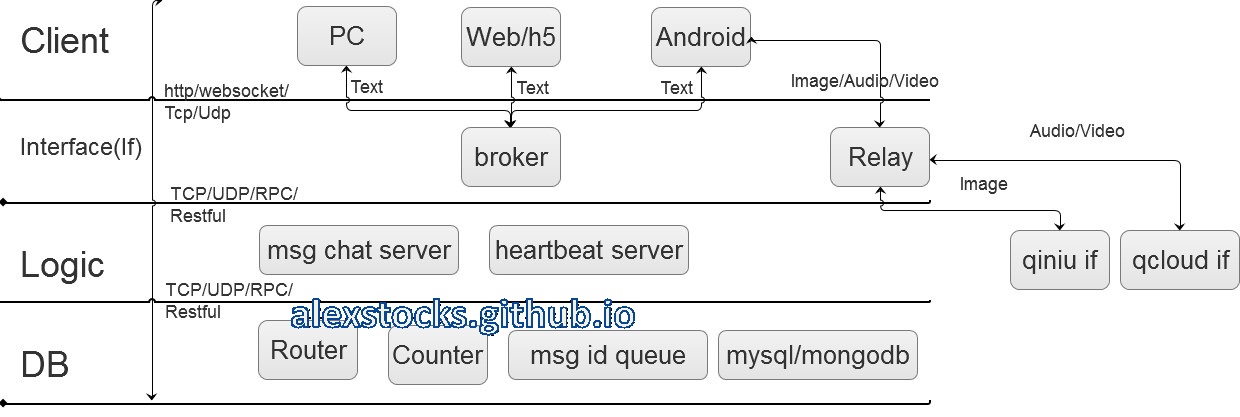 Client
PC
Web/h5
Android
http/websocket/
Tcp/Udp
Text
Text
Text
Image/Audio/Video
Interface(If)
broker
Relay
Audio/Video
Image
TCP/UDP/RPC/
Restful
Logic
msg chat server
heartbeat server
qiniu if
qcloud if
TCP/UDP/RPC/
Restful
alexstocks.github.io
DB
Router
Counter
msg id queue
mysql/mongodb